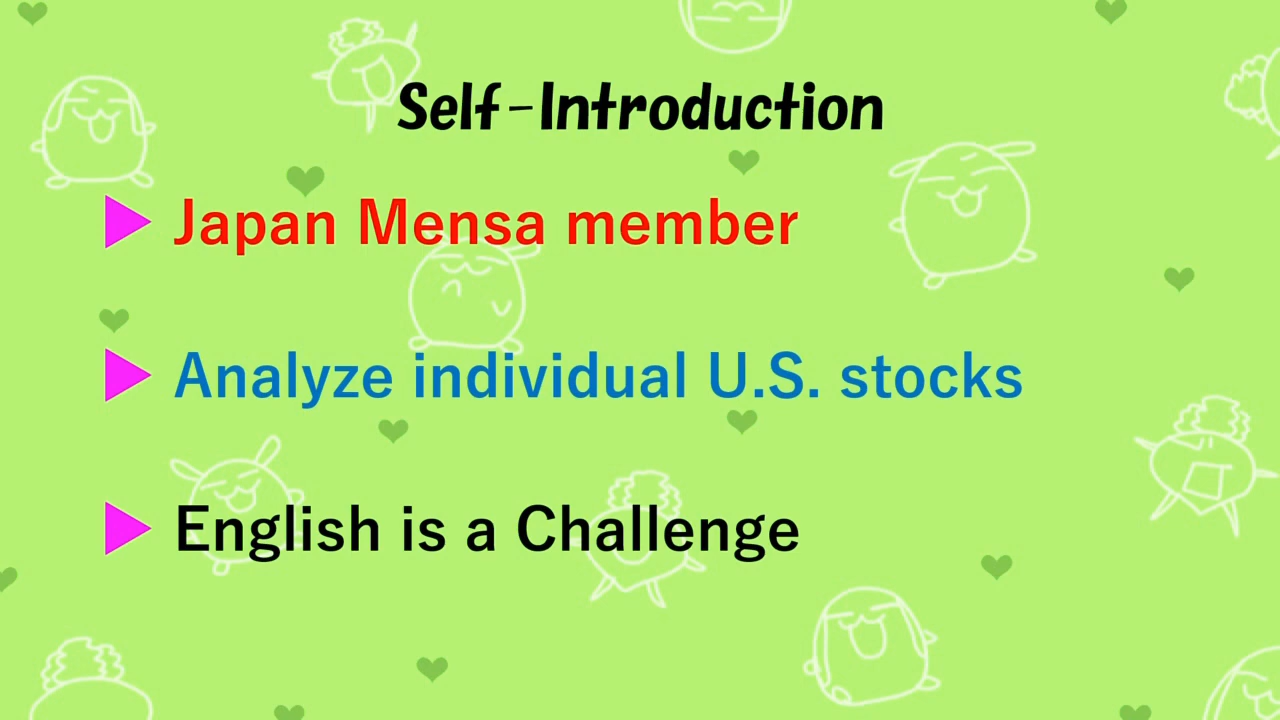 Self-Introduction
Japan Mensa member
Analyze individual U.S. stocks
English is a Challenge